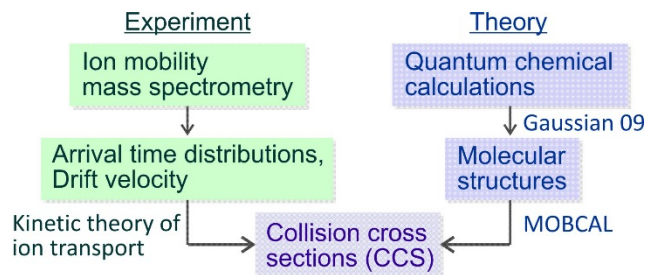 Experiment
Ion mobility
mass spectrometry
Arrival time distributions,
Drift velocity
Kinetic theory of
ion transport
Theory
Quantum chemical
calculations
Gaussian 09
Molecular
structures
MOBCAL
Collision cross
sections (CCS)